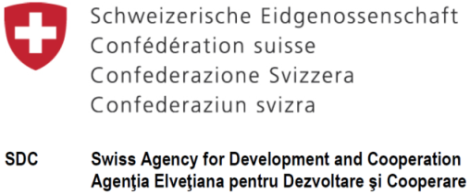 Schweizerische Eidgenossenschaft
Confédération suisse
Confederazione Svizzera
Confederaziun svizra
SDC Swiss Agency for Development and Cooperation
Agenţia Elveţiana pentru Dezvoltare şi Cooperare